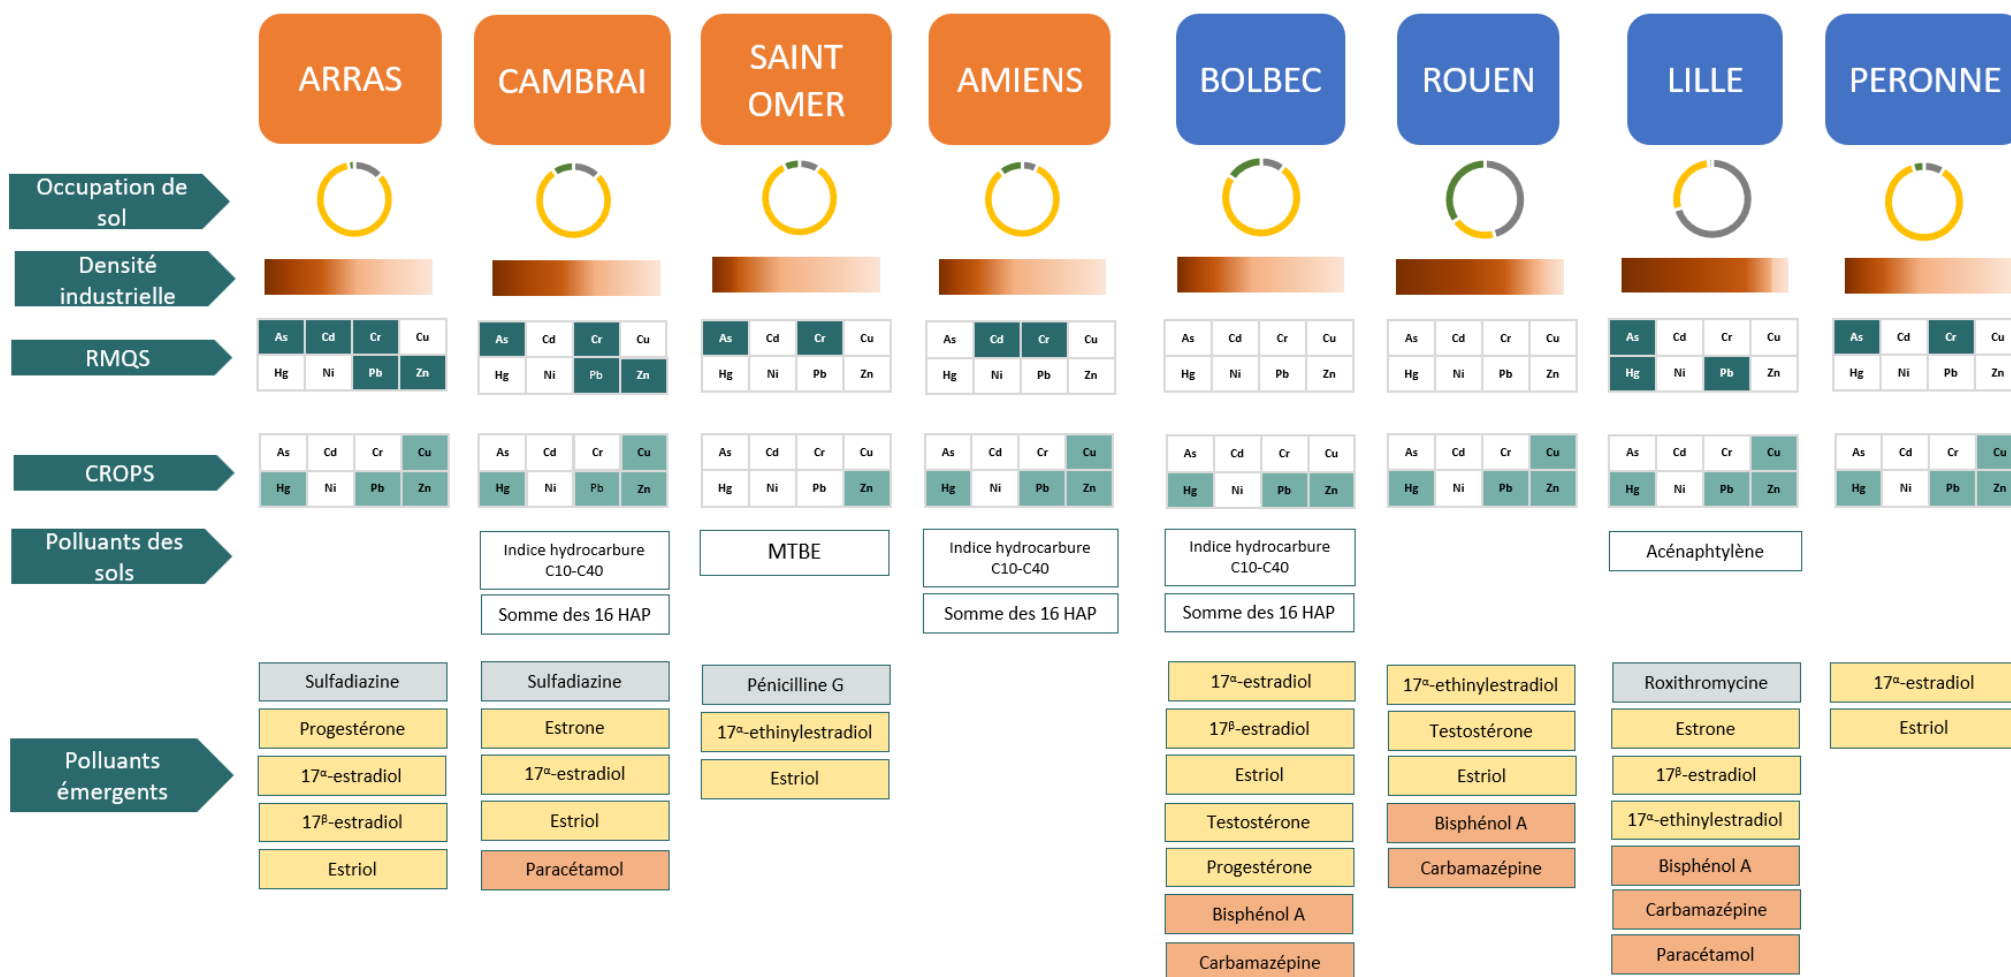 ARRAS
CAMBRAI
SAINT
OMER
AMIENS
BOLBEC
ROUEN
LILLE
PERONNE
Occupation de
sol
Densité
industrielle
RMQS
As Cd Cr Cu
Hg Ni Pb Zn
As Cd Cr Cu
Hg Ni Pb Zn
As Cd Cr Cu
Hg Ni Pb Zn
As Cd Cr Cu
Hg Ni Pb Zn
As Cd Cr Cu
Hg Ni Pb Zn
As Cd Cr Cu
Hg Ni Pb Zn
As Cd Cr Cu
Hg Ni Pb Zn
As Cd Cr Cu
Hg Ni Pb Zn
CROPS
As Cd Cr Cu
Hg Ni Pb Zn
As Cd Cr Cu
Hg Ni Pb Zn
As Cd Cr Cu
Hg Ni Pb Zn
As Cd Cr Cu
Hg Ni Pb Zn
As Cd Cr Cu
Hg Ni Pb Zn
As Cd Cr Cu
Hg Ni Pb Zn
As Cd Cr Cu
Hg Ni Pb Zn
As Cd Cr Cu
Hg Ni Pb Zn
Polluants des
sols
Indice hydrocarbure
C10-C40
Somme des 16 HAP
MTBE
Indice hydrocarbure
C10-C40
Somme des 16 HAP
Indice hydrocarbure
C10-C40
Somme des 16 HAP
Acénaphtylène
Polluants
émergents
Sulfadiazine
Progestérone
17ᵅ-estradiol
17ᵝ-estradiol
Estriol
Sulfadiazine
Estrone
17ᵅ-estradiol
Estriol
Paracétamol
Pénicilline G
17ᵅ-ethinylestradiol
Estriol
17ᵅ-estradiol
17ᵝ-estradiol
Estriol
Testostérone
Progestérone
Bisphénol A
Carbamazépine
17ᵅ-ethinylestradiol
Testostérone
Estriol
Bisphénol A
Carbamazépine
Roxithromycine
Estrone
17ᵝ-estradiol
17ᵅ-ethinylestradiol
Bisphénol A
Carbamazépine
Paracétamol
17ᵅ-estradiol
Estriol